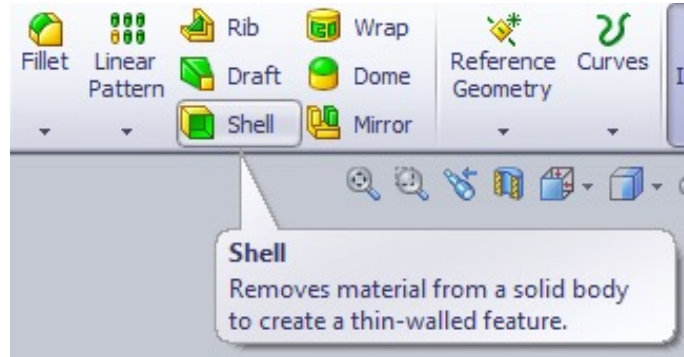 Rib
Wrap
Fillet
Linear
Pattern
Draft
Dome
Reference
Geometry
Curves
Shell
Mirror
Shell
Removes material from a solid body
to create a thin-walled feature.